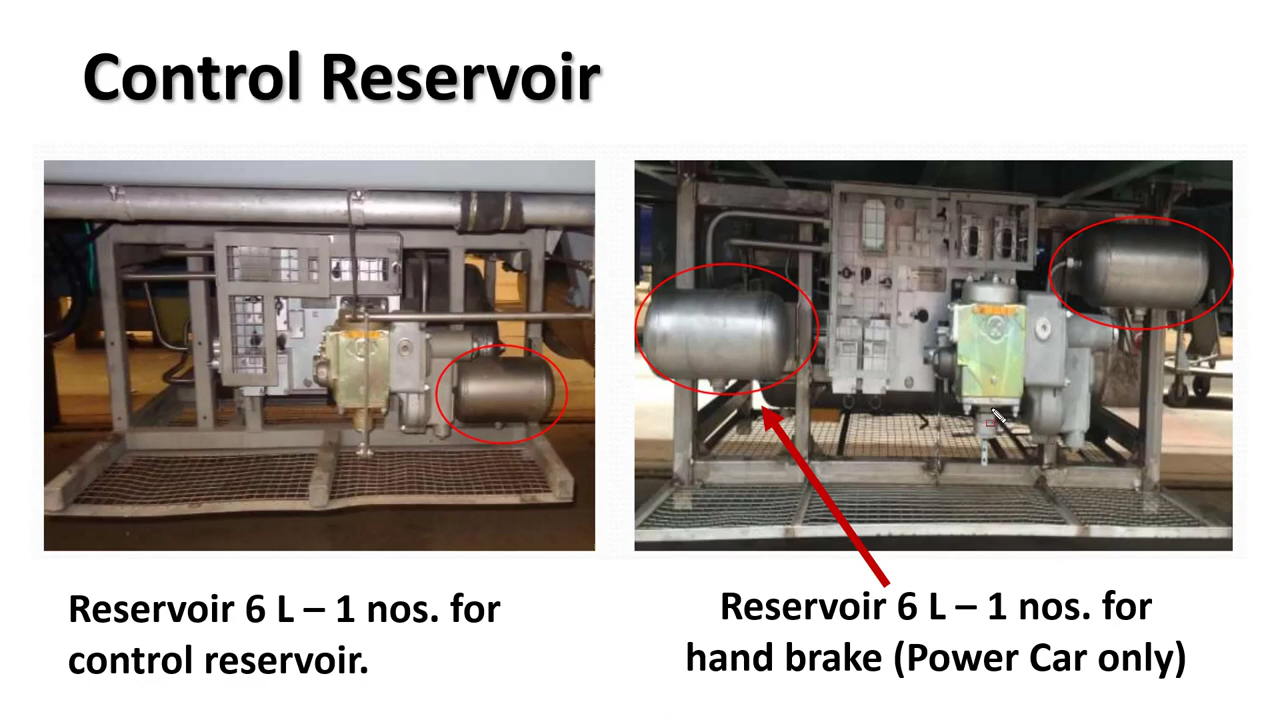 Control Reservoir
Reservoir 6 L – 1 nos. for
control reservoir.
Reservoir 6 L – 1 nos. for
hand brake (Power Car only)